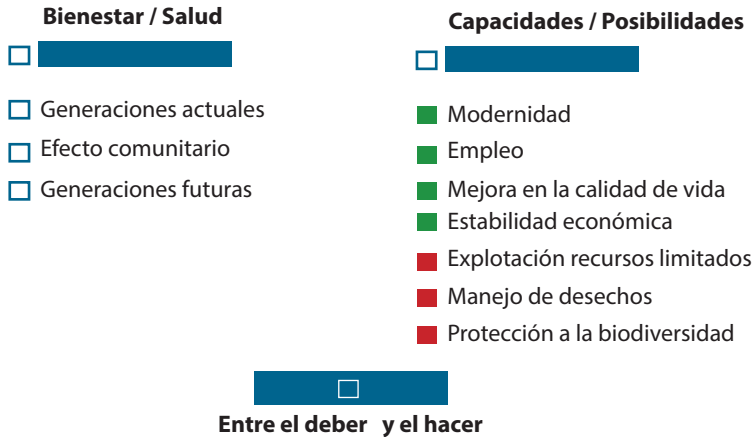 Bienestar / Salud
Generaciones actuales
Efecto comunitario
Generaciones futuras
Capacidades / Posibilidades
Modernidad
Empleo
Mejora en la calidad de vida
Estabilidad económica
Explotación recursos limitados
Manejo de desechos
Protección a la biodiversidad
Entre el deber y el hacer